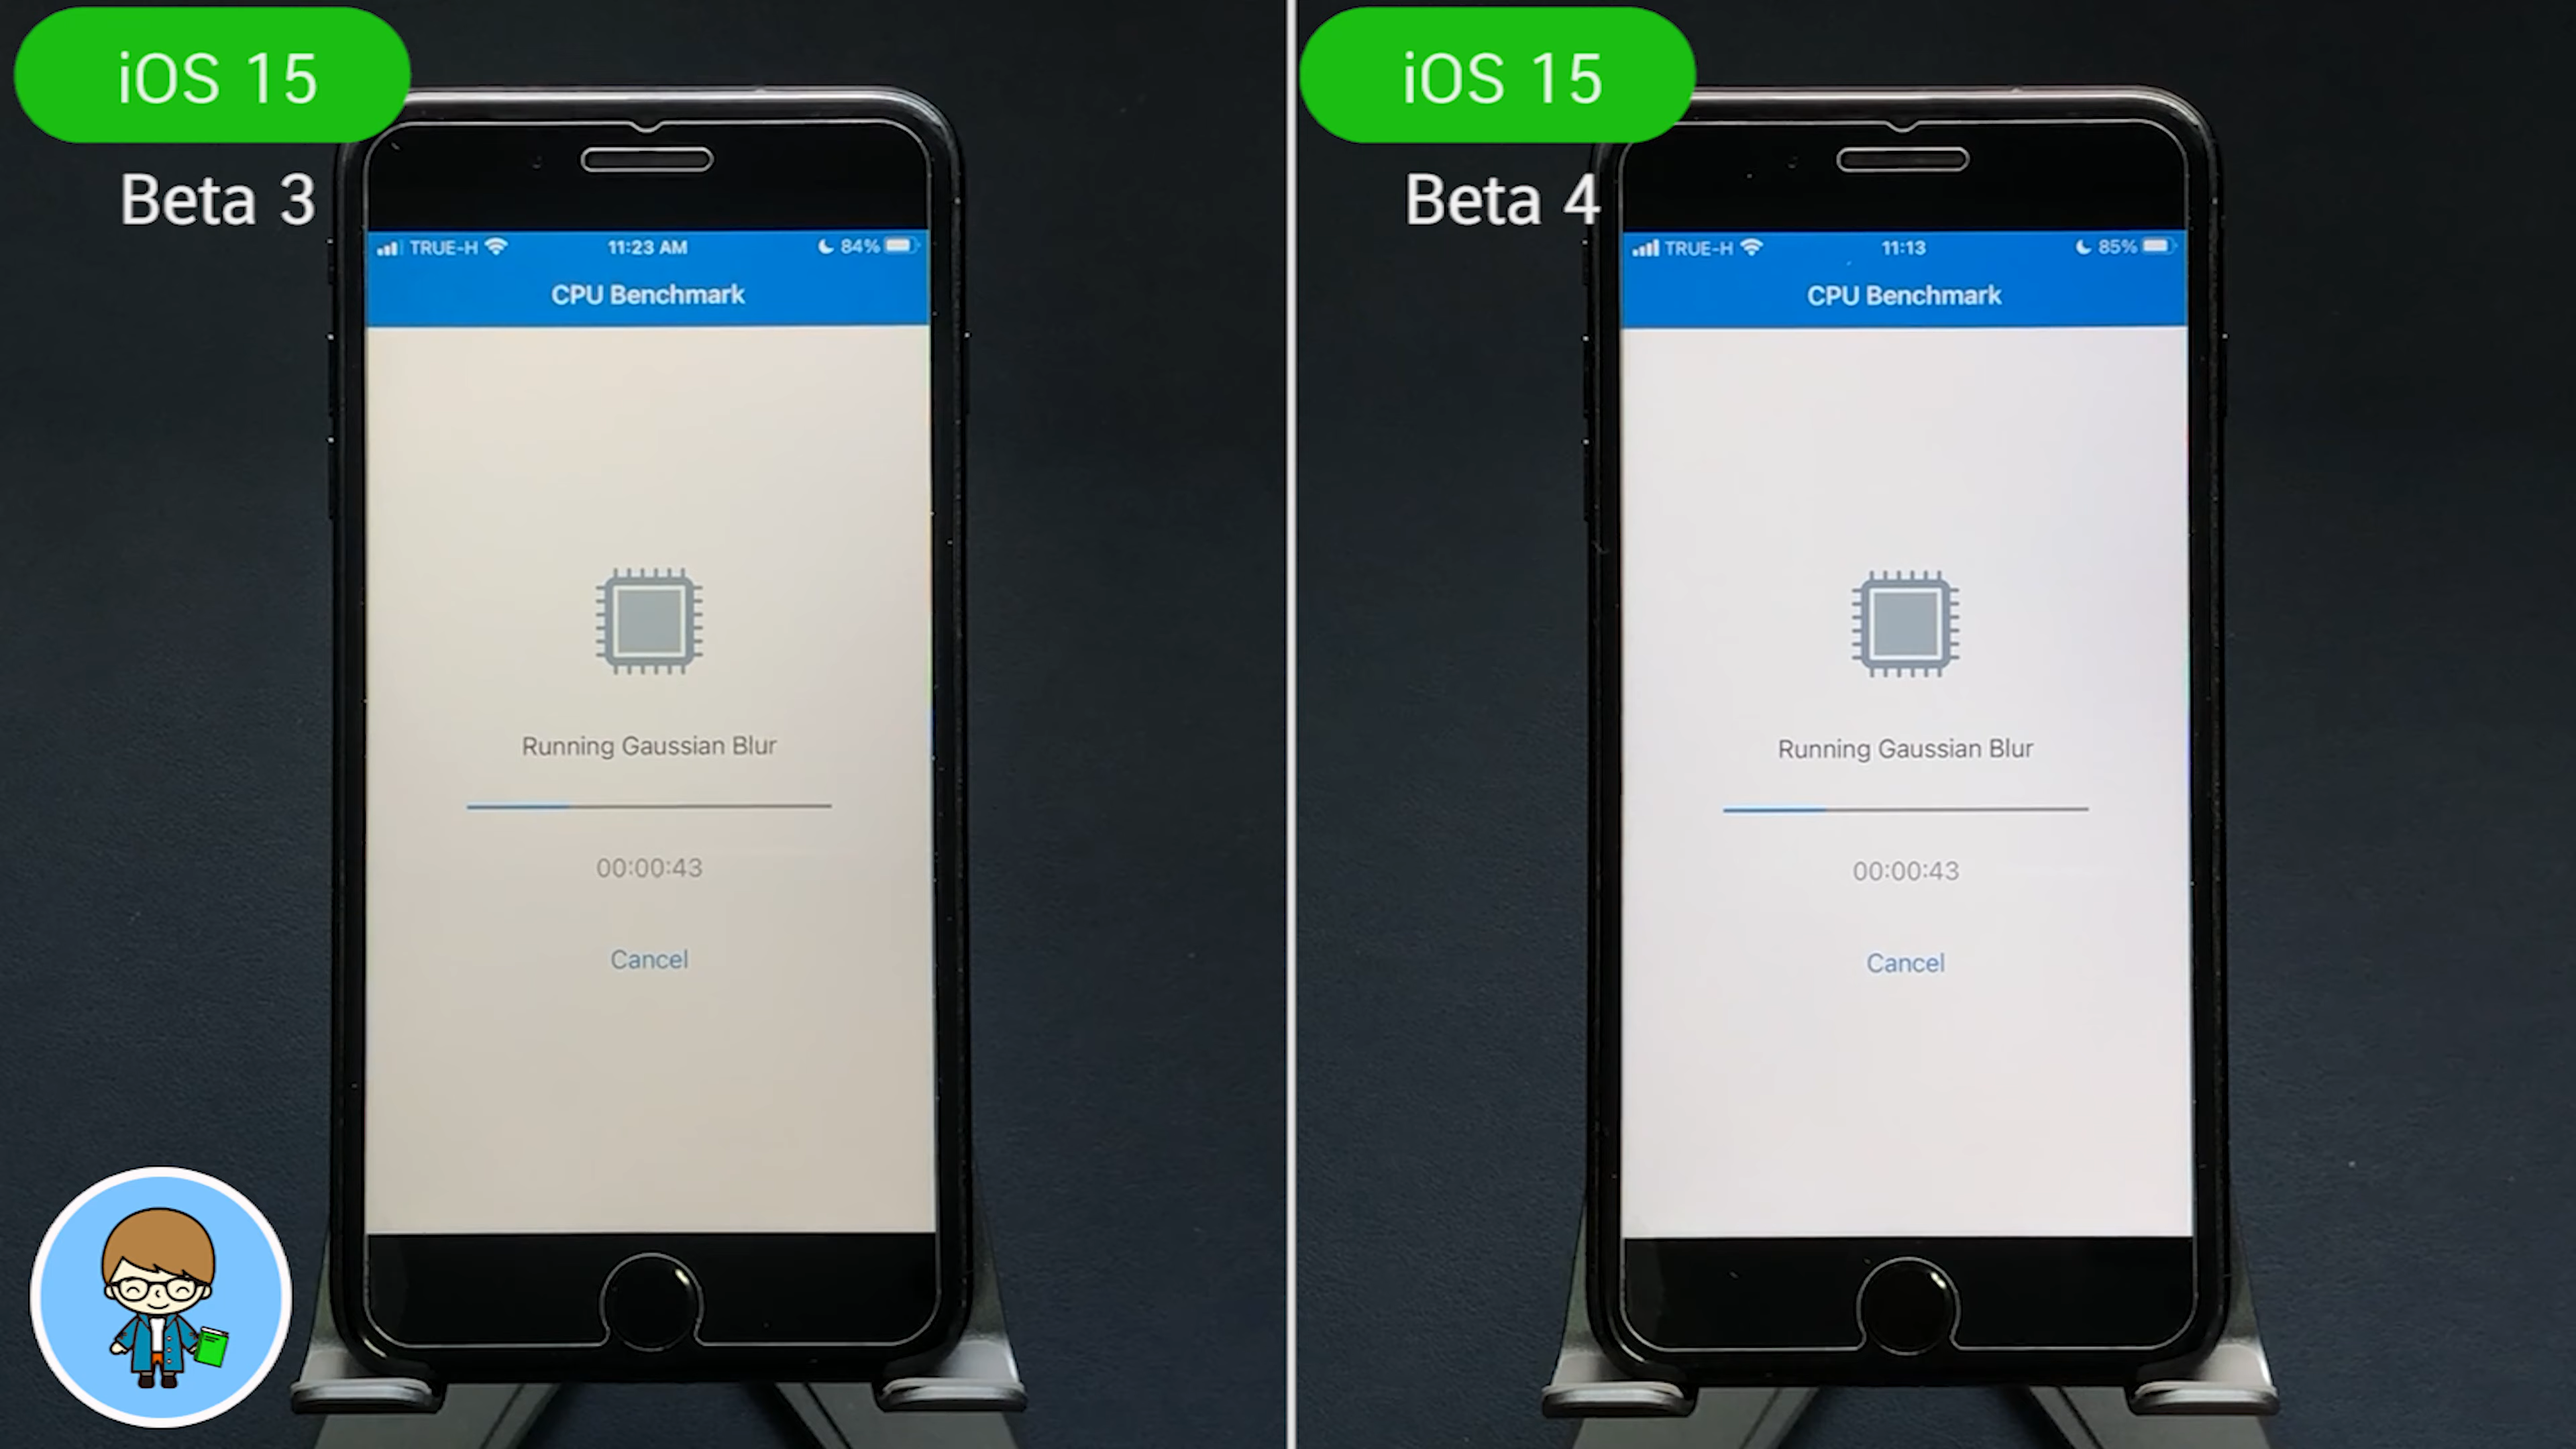 iOS 15
Beta 3
TRUE-H 11:23 AM 84%
CPU Benchmark
Running Gaussian Blur
00:00:43
Cancel
iOS 15
Beta 4
TRUE-H 11:13 85%
CPU Benchmark
Running Gaussian Blur
00:00:43
Cancel